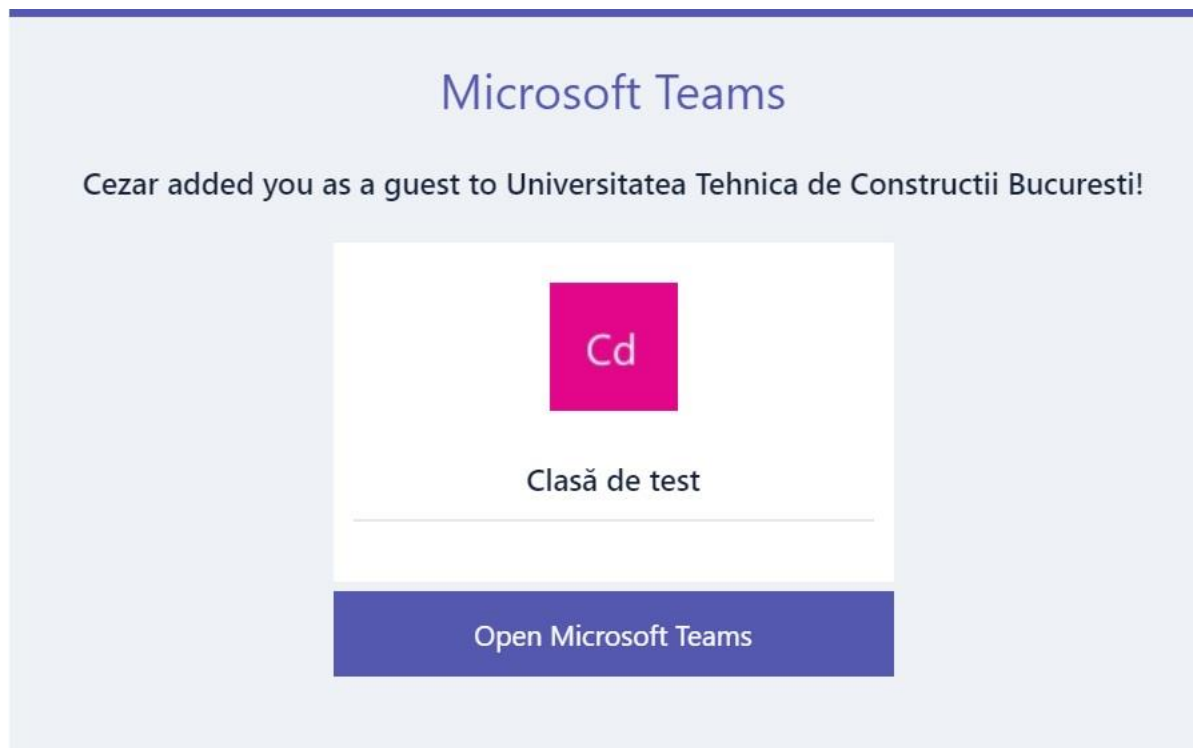 Microsoft Teams
Cezar added you as a guest to Universitatea Tehnica de Constructii Bucuresti!
Cd
Clasă de test
Open Microsoft Teams